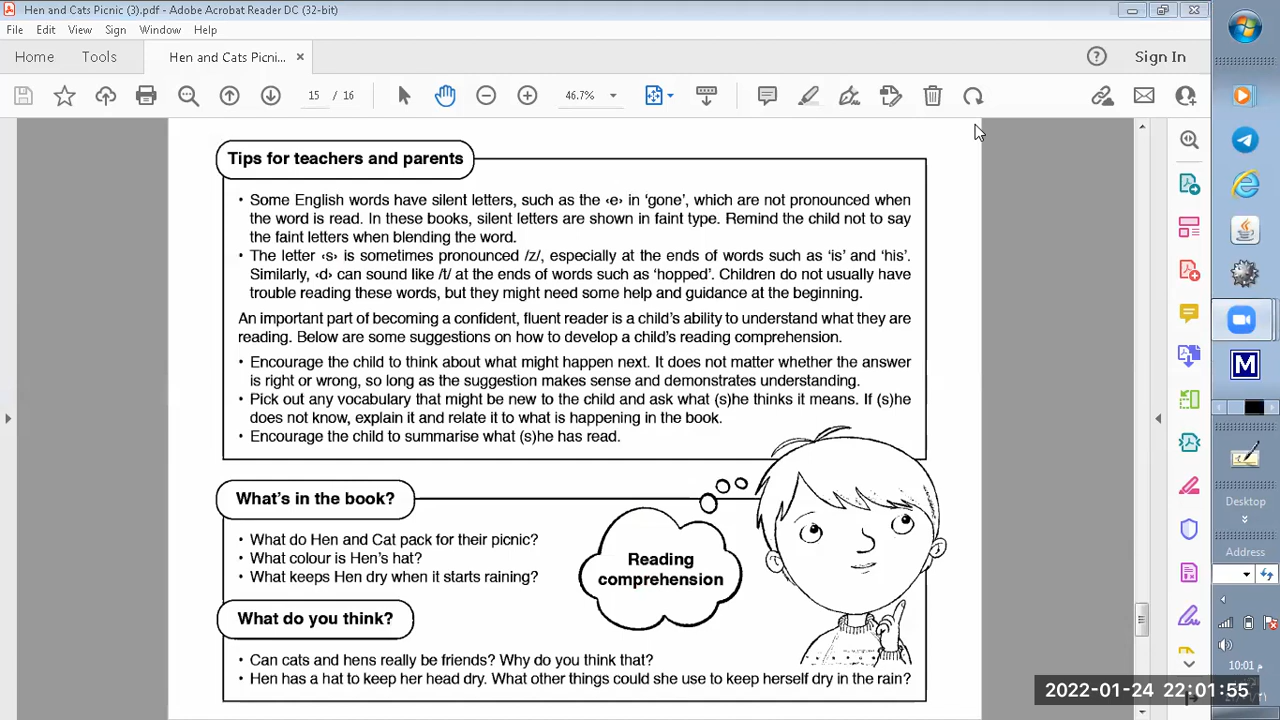 Hen and Cats Picnic (3).pdf - Adobe Acrobat Reader DC (32-bit)
File Edit View Sign Window Help
Home Tools Hen and Cats Picni... × Sign In
15 / 16 46.7%
Tips for teachers and parents
• Some English words have silent letters, such as the ‹e› in ‘gone’, which are not pronounced when
the word is read. In these books, silent letters are shown in faint type. Remind the child not to say
the faint letters when blending the word.
• The letter ‹s› is sometimes pronounced /z/, especially at the ends of words such as ‘is’ and ‘his’.
Similarly, ‹d› can sound like /t/ at the ends of words such as ‘hopped’. Children do not usually have
trouble reading these words, but they might need some help and guidance at the beginning.
An important part of becoming a confident, fluent reader is a child’s ability to understand what they are
reading. Below are some suggestions on how to develop a child’s reading comprehension.
• Encourage the child to think about what might happen next. It does not matter whether the answer
is right or wrong, so long as the suggestion makes sense and demonstrates understanding.
• Pick out any vocabulary that might be new to the child and ask what (s)he thinks it means. If (s)he
does not know, explain it and relate it to what is happening in the book.
• Encourage the child to summarise what (s)he has read.
What’s in the book?
• What do Hen and Cat pack for their picnic?
• What colour is Hen’s hat?
• What keeps Hen dry when it starts raining?
Reading
comprehension
What do you think?
• Can cats and hens really be friends? Why do you think that?
• Hen has a hat to keep her head dry. What other things could she use to keep herself dry in the rain?
M
Desktop
Address
10:01
2022-01-24 22:01:55